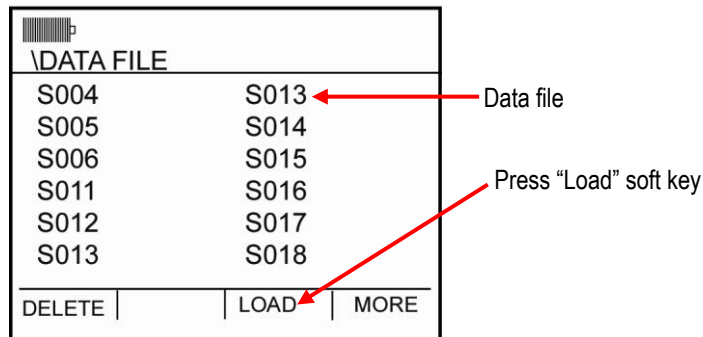 \DATA FILE
S004 S013 Data file
S005 S014
S006 S015
S011 S016 Press “Load” soft key
S012 S017
S013 S018
DELETE LOAD MORE